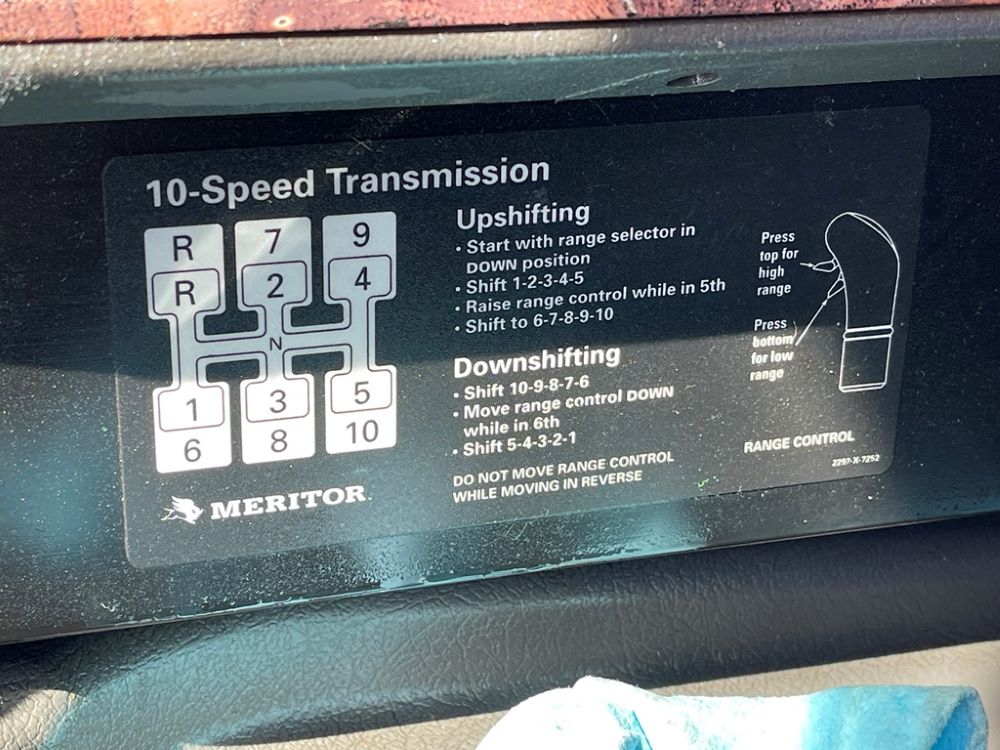 10-Speed Transmission
R 7 9
R 2 4
N
1 3 5
6 8 10
MERITOR
Upshifting
• Start with range selector in
DOWN position
• Shift 1-2-3-4-5
• Raise range control while in 5th
• Shift to 6-7-8-9-10
Downshifting
• Shift 10-9-8-7-6
• Move range control DOWN
while in 6th
• Shift 5-4-3-2-1
DO NOT MOVE RANGE CONTROL
WHILE MOVING IN REVERSE
Press
top for
high
range
Press
bottom
for low
range
RANGE CONTROL
2297-X-7252